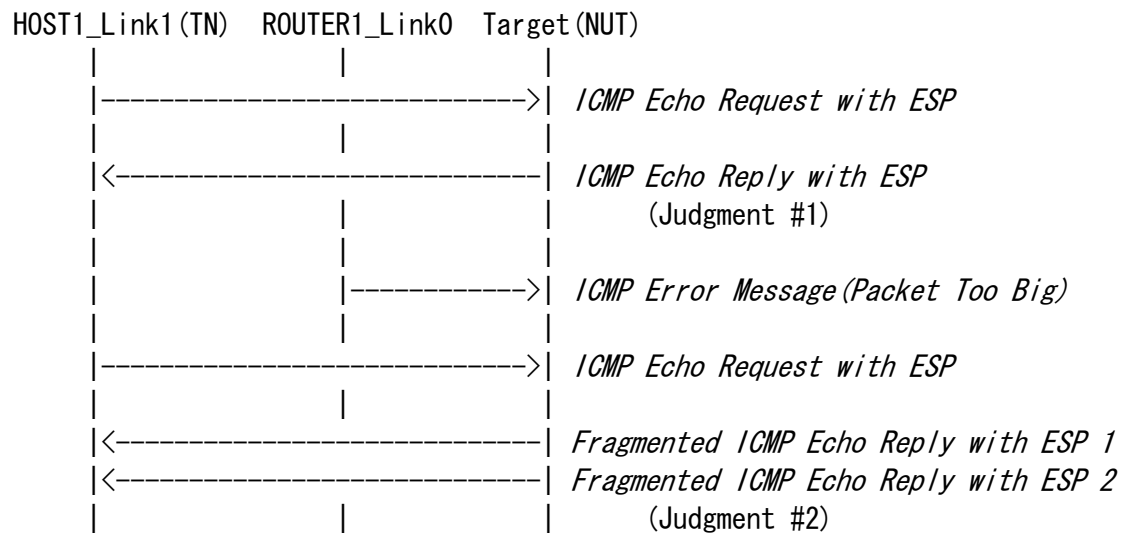 HOST1_Link1(TN) ROUTER1_Link0 Target(NUT)
ICMP Echo Request with ESP
ICMP Echo Reply with ESP
(Judgment #1)
ICMP Error Message(Packet Too Big)
ICMP Echo Request with ESP
Fragmented ICMP Echo Reply with ESP 1
Fragmented ICMP Echo Reply with ESP 2
(Judgment #2)